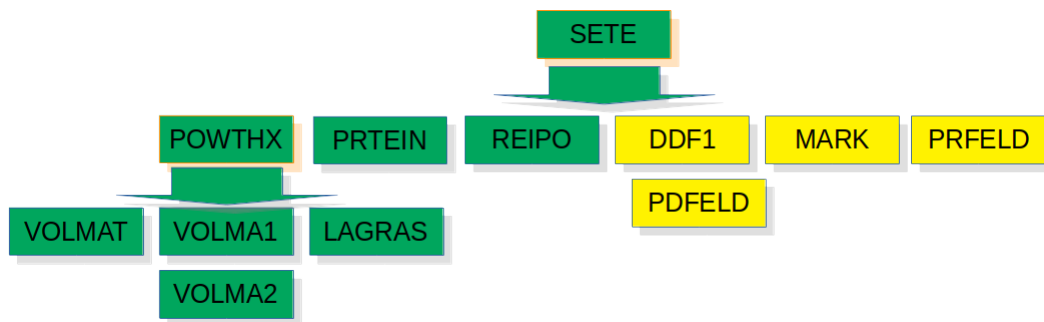 SETE
POWTHX PRTEIN REIPO DDF1 MARK PRFELD
PDFELD
VOLMAT VOLMA1 LAGRAS
VOLMA2